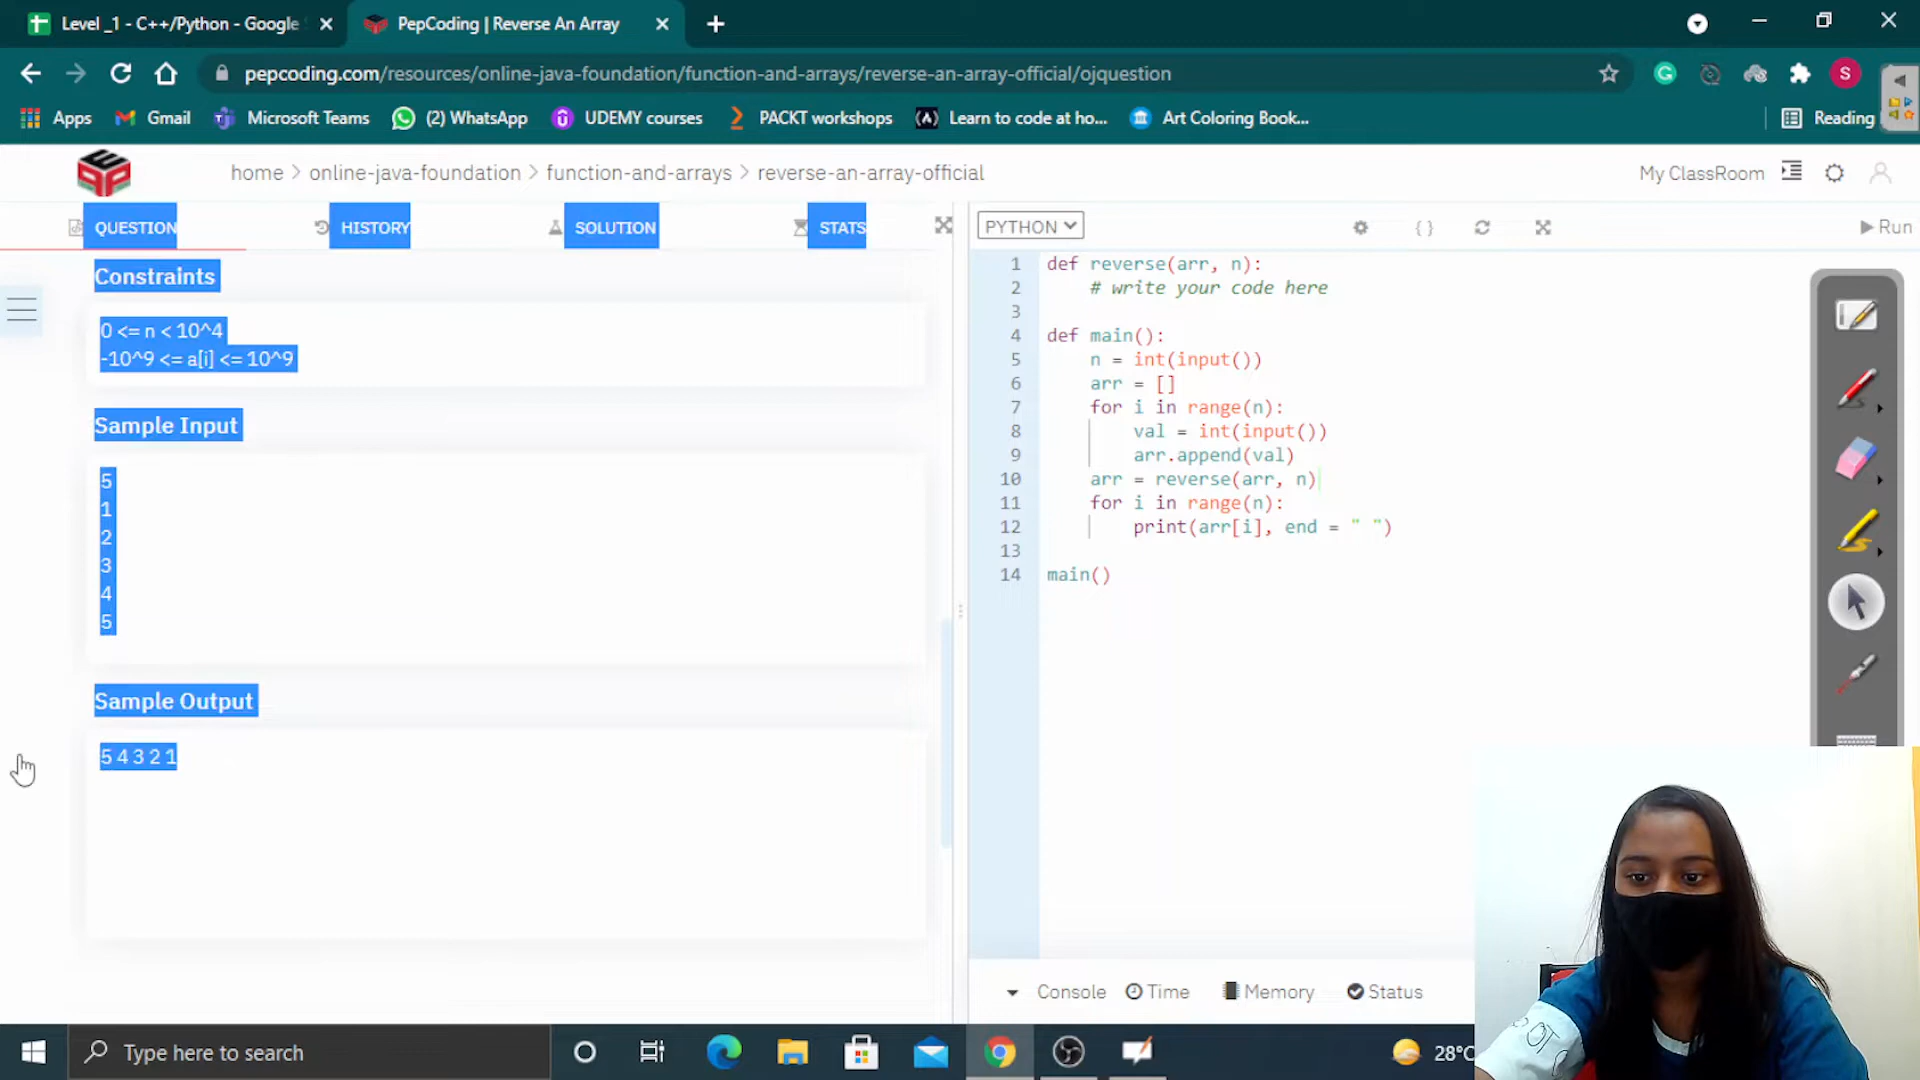 Level _1 - C++/Python - Google
PepCoding | Reverse An Array
pepcoding.com/resources/online-java-foundation/function-and-arrays/reverse-an-array-official/ojquestion
S
Apps
Gmail
Microsoft Teams
(2) WhatsApp
UDEMY courses
PACKT workshops
Learn to code at ho...
Art Coloring Book...
Reading
home > online-java-foundation > function-and-arrays > reverse-an-array-official
My ClassRoom
QUESTION
HISTORY
SOLUTION
STATS
PYTHON
Run
Constraints
0 <= n < 10^4
-10^9 <= a[i] <= 10^9
Sample Input
5
1
2
3
4
5
Sample Output
5 4 3 2 1
1 def reverse(arr, n):
2 # write your code here
3
4 def main():
5 n = int(input())
6 arr = []
7 for i in range(n):
8 val = int(input())
9 arr.append(val)
10 arr = reverse(arr, n)
11 for i in range(n):
12 print(arr[i], end = " ")
13
14 main()
Console
Time
Memory
Status
Type here to search
28°C